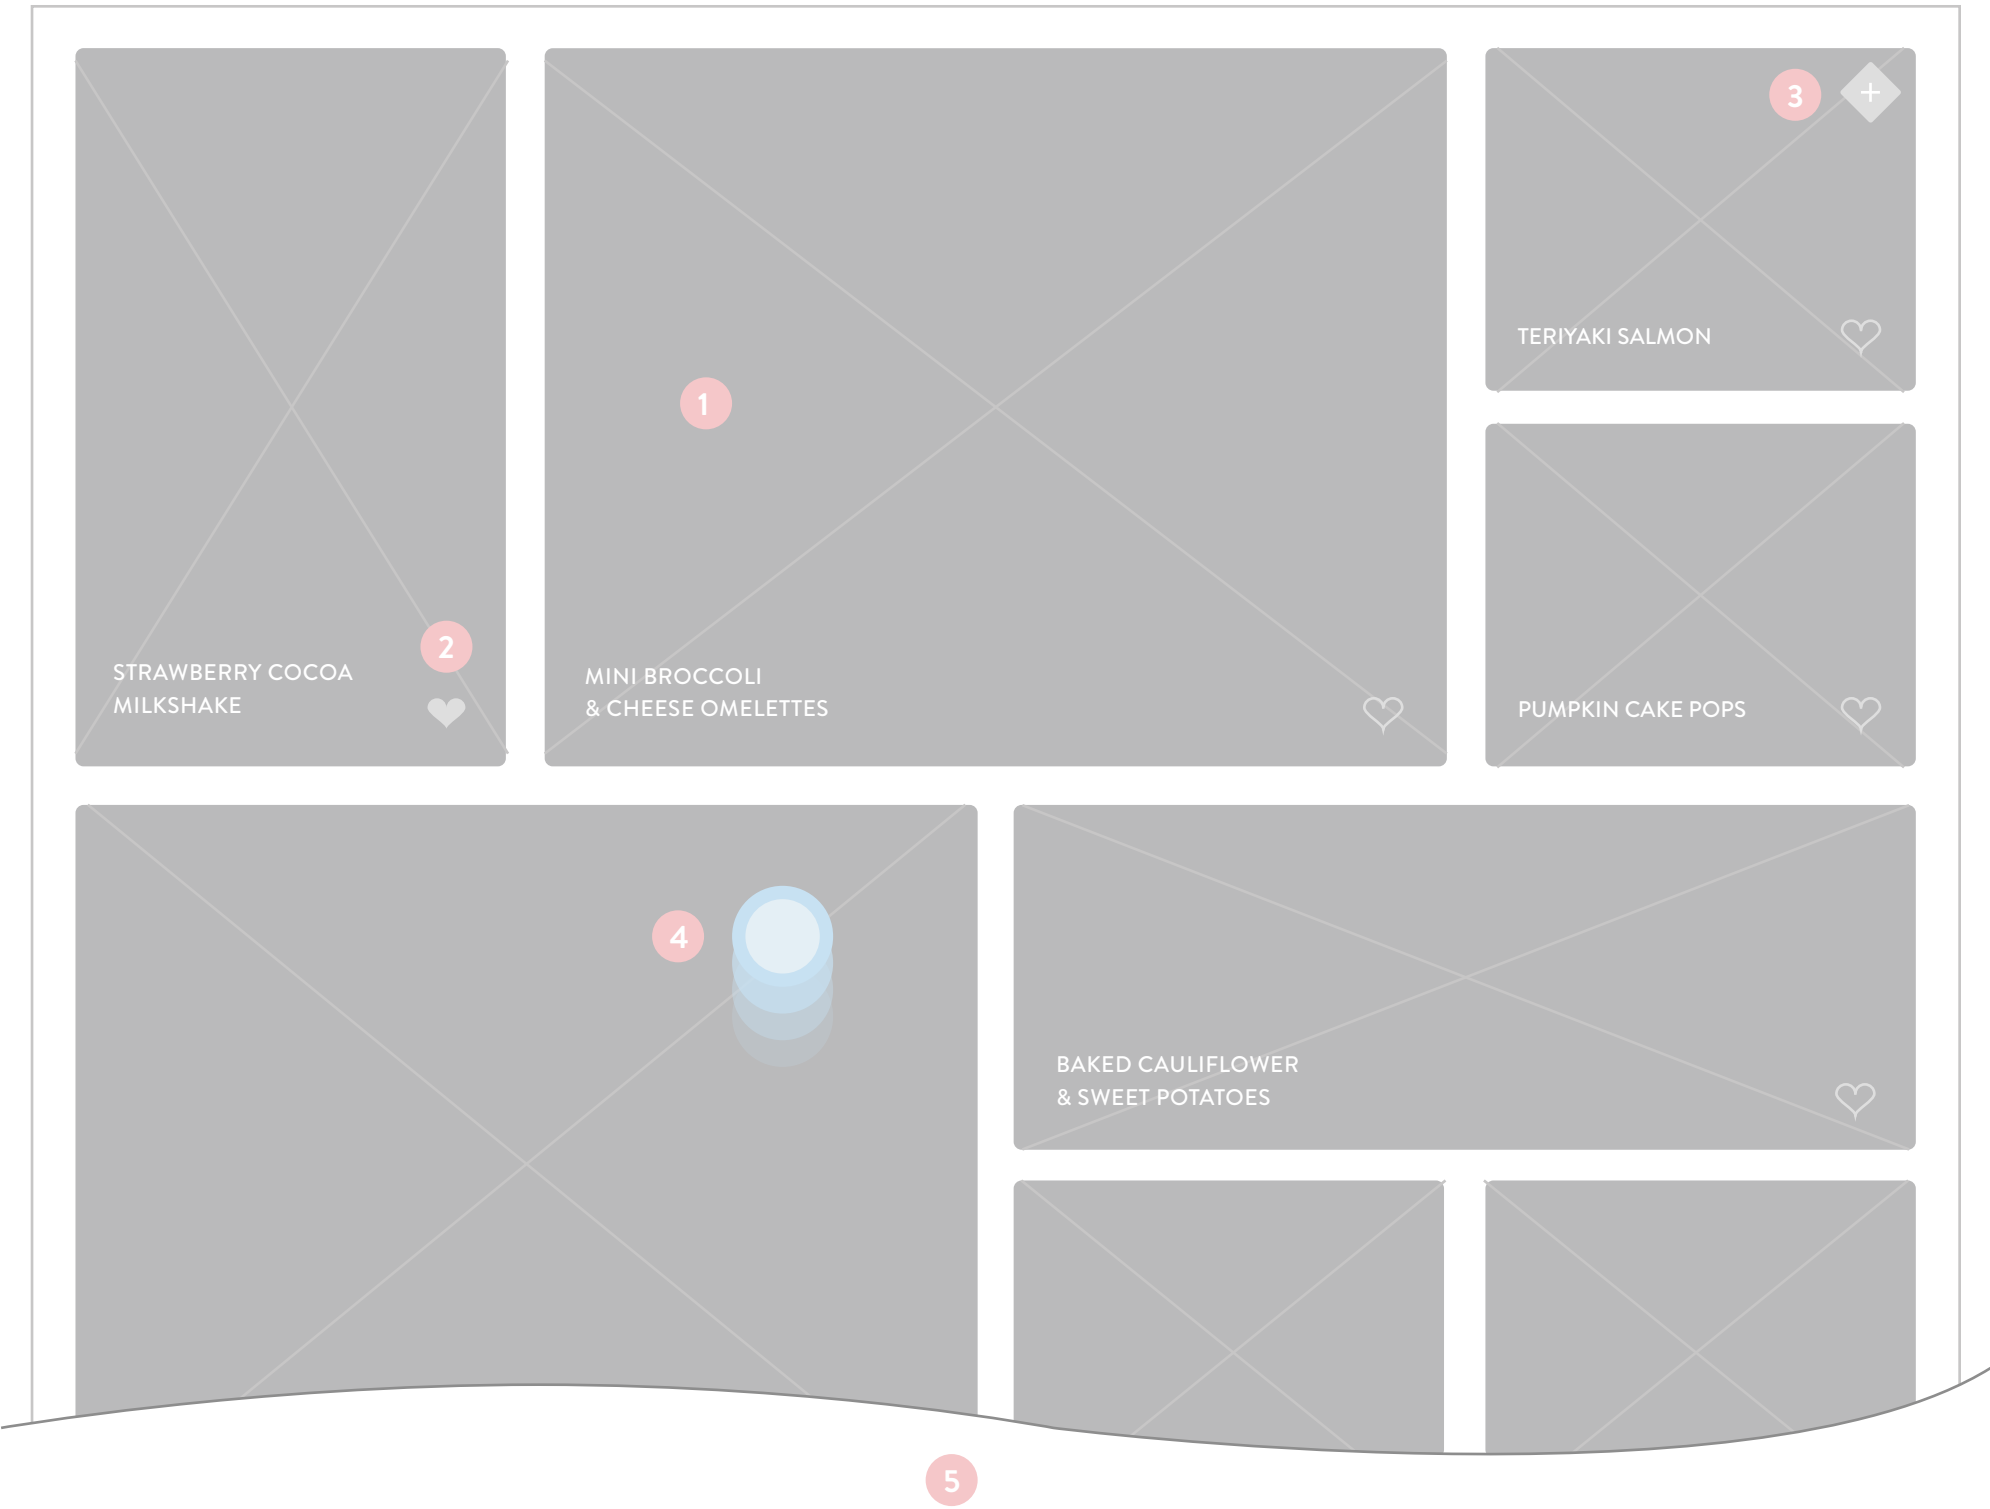 3
+
TERIYAKI SALMON
1
2
STRAWBERRY COCOA
MILKSHAKE
MINI BROCCOLI
& CHEESE OMELETTES
PUMPKIN CAKE POPS
4
BAKED CAULIFLOWER
& SWEET POTATOES
5